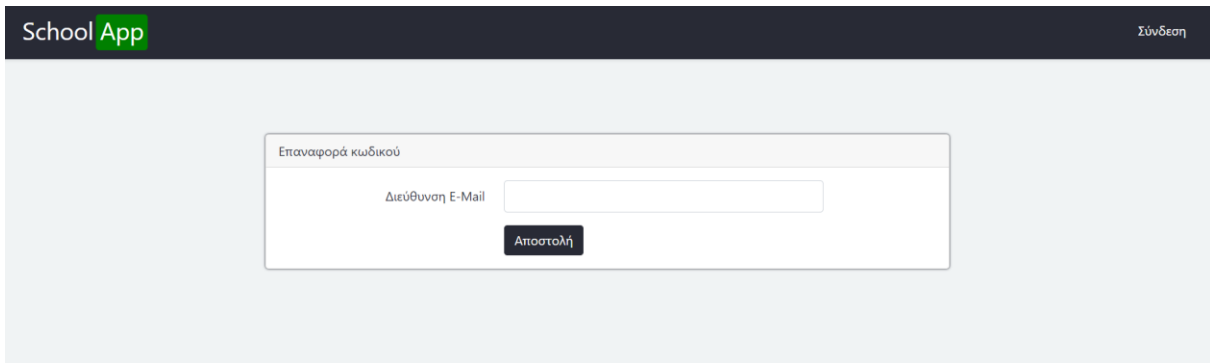 School App
Σύνδεση
Επαναφορά κωδικού
Διεύθυνση E-Mail
Αποστολή